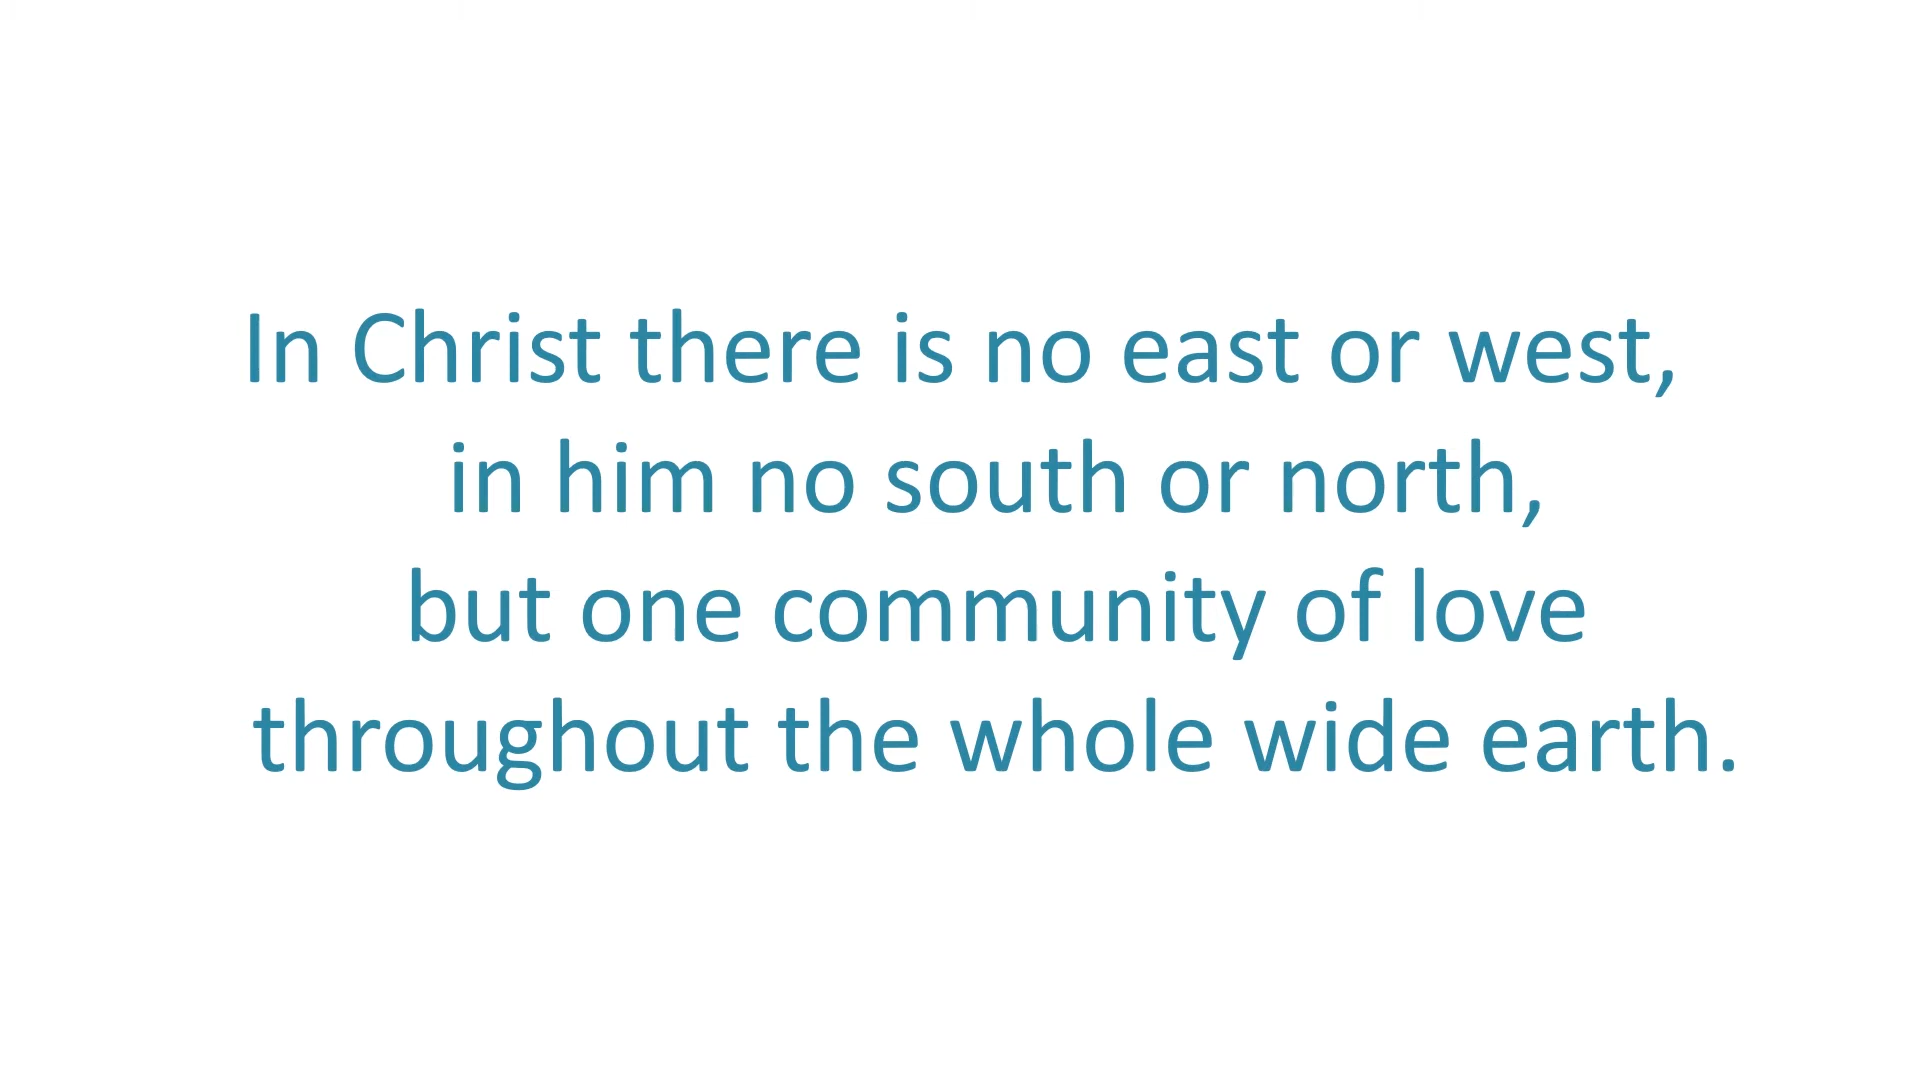 In Christ there is no east or west,
in him no south or north,
but one community of love
throughout the whole wide earth.